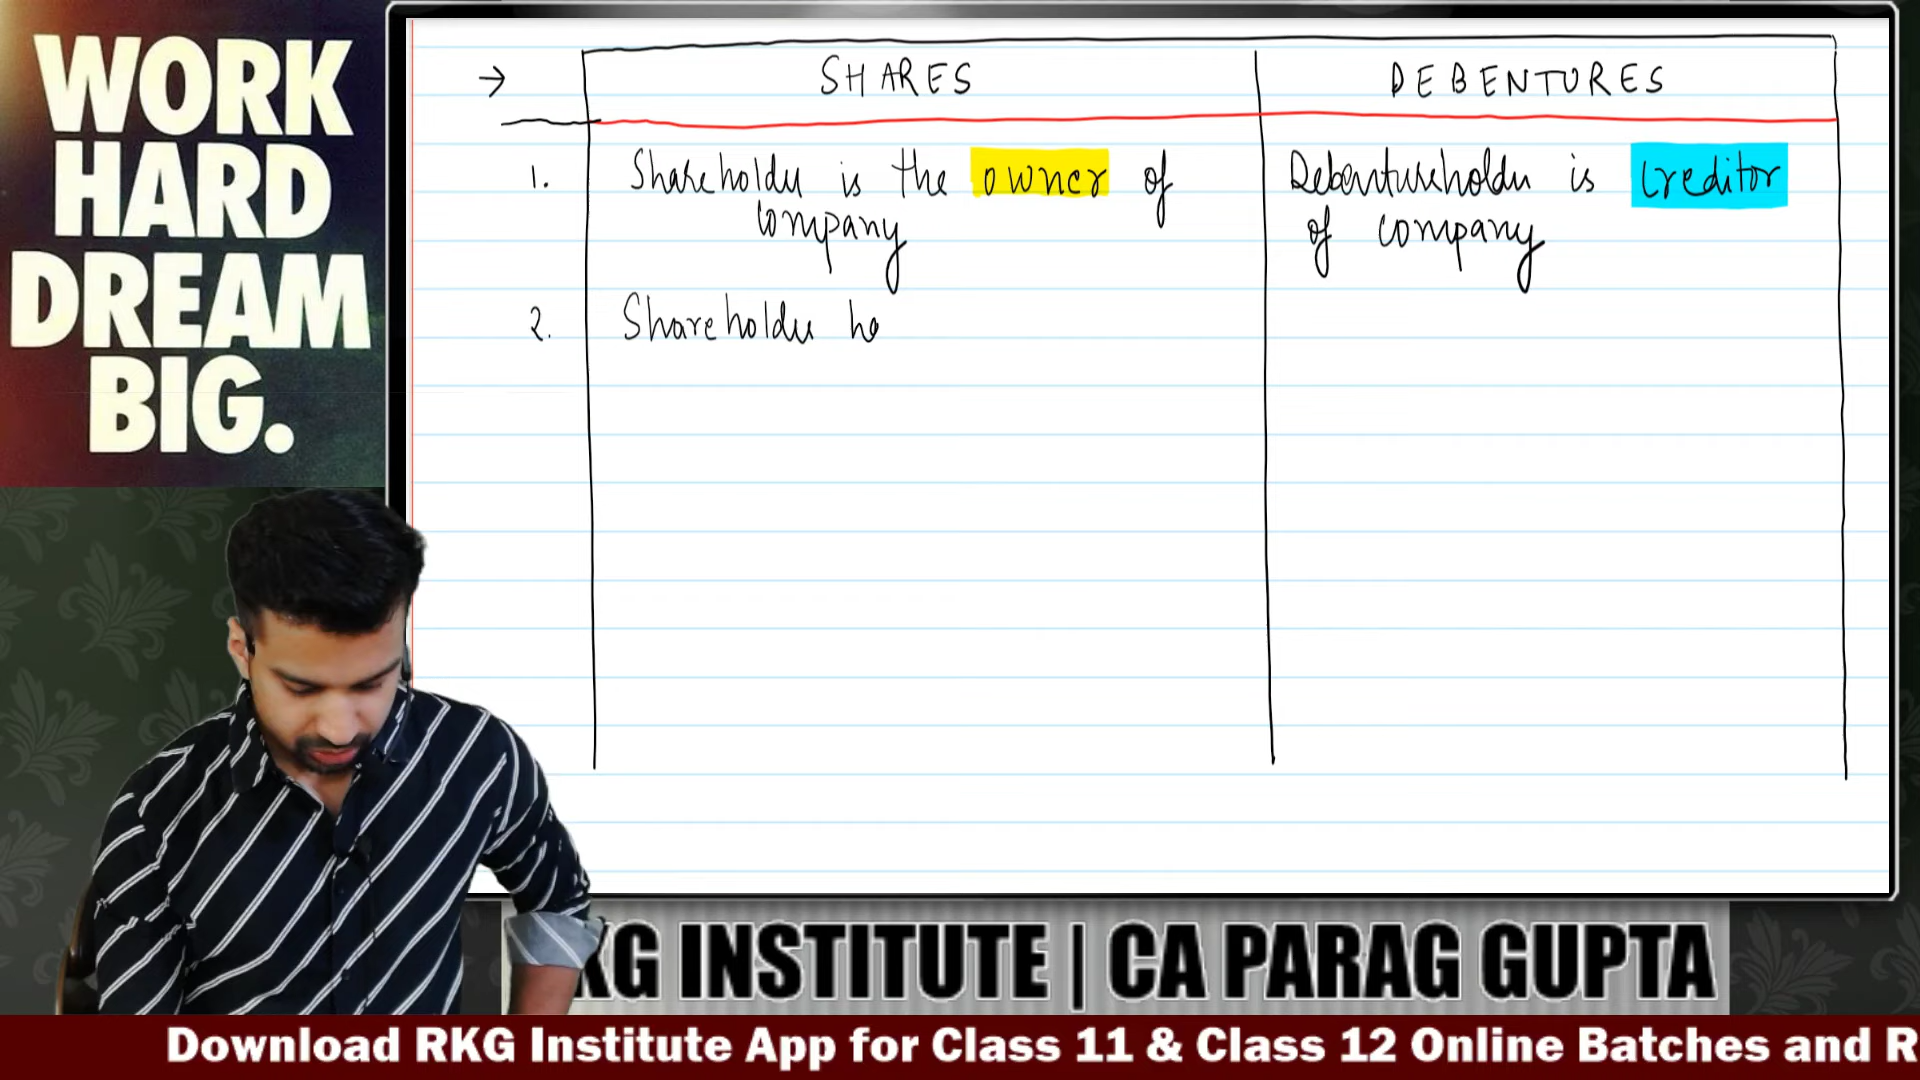 WORK
HARD
DREAM
BIG.
→ SHARES DEBENTURES
1. Shareholder is the owner of Debentureholder is creditor
company of company
2. Shareholder ha
KG INSTITUTE | CA PARAG GUPTA
Download RKG Institute App for Class 11 & Class 12 Online Batches and R